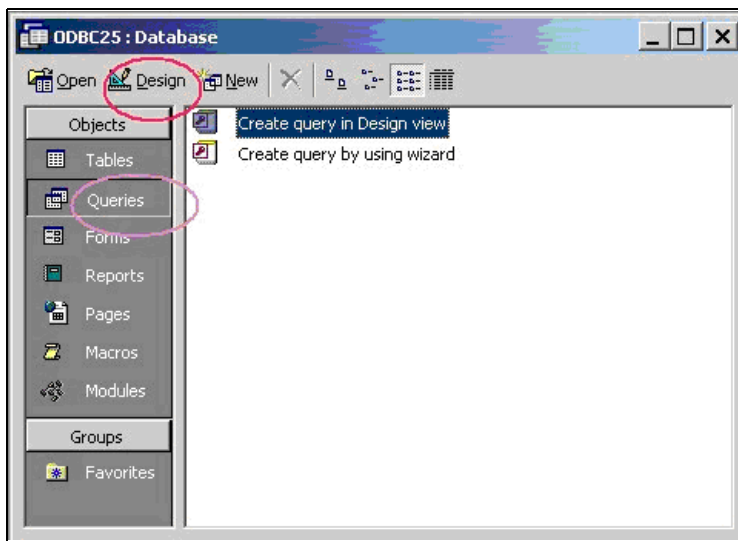 ODBC25 : Database
Open Design New
Objects
Tables
Queries
Forms
Reports
Pages
Macros
Modules
Groups
Favorites
Create query in Design view
Create query by using wizard